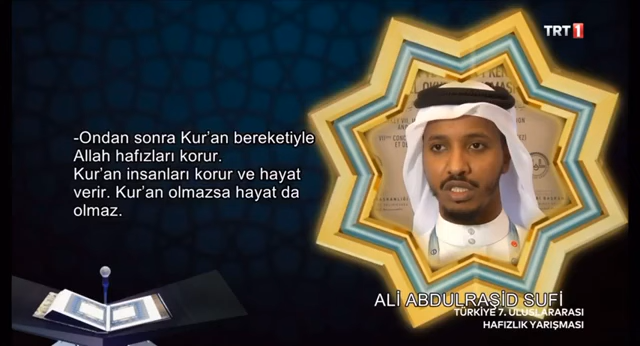 TRT 1
-Ondan sonra Kur'an bereketiyle
Allah hafızları korur.
Kur'an insanları korur ve hayat
verir. Kur'an olmazsa hayat da
olmaz.
ALİ ABDULRAŞİD SUFİ
TÜRKİYE 7. ULUSLARARASI
HAFIZLIK YARIŞMASI